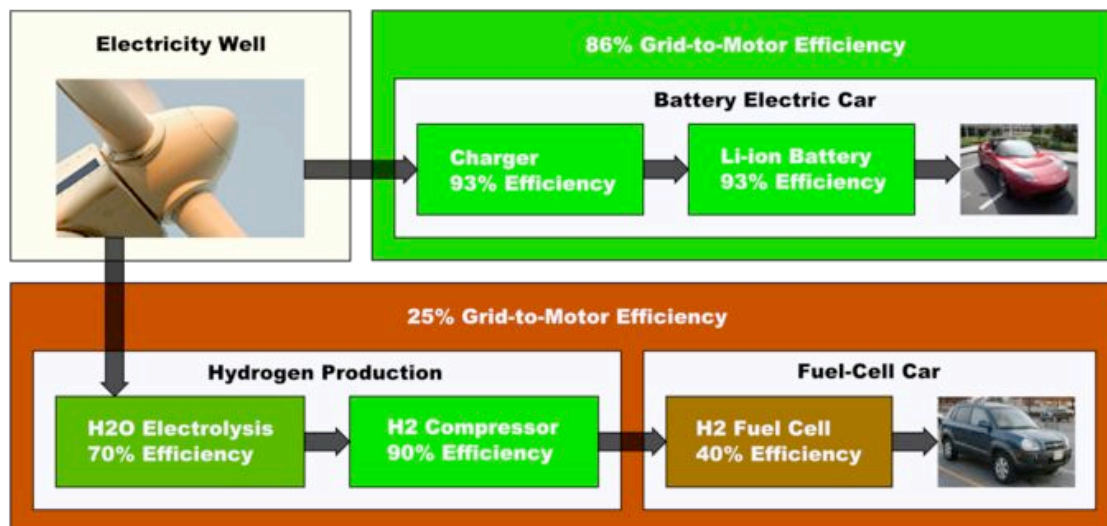 Electricity Well
86% Grid-to-Motor Efficiency
Battery Electric Car
Charger
93% Efficiency
Li-ion Battery
93% Efficiency
25% Grid-to-Motor Efficiency
Hydrogen Production
H2O Electrolysis
70% Efficiency
H2 Compressor
90% Efficiency
Fuel-Cell Car
H2 Fuel Cell
40% Efficiency